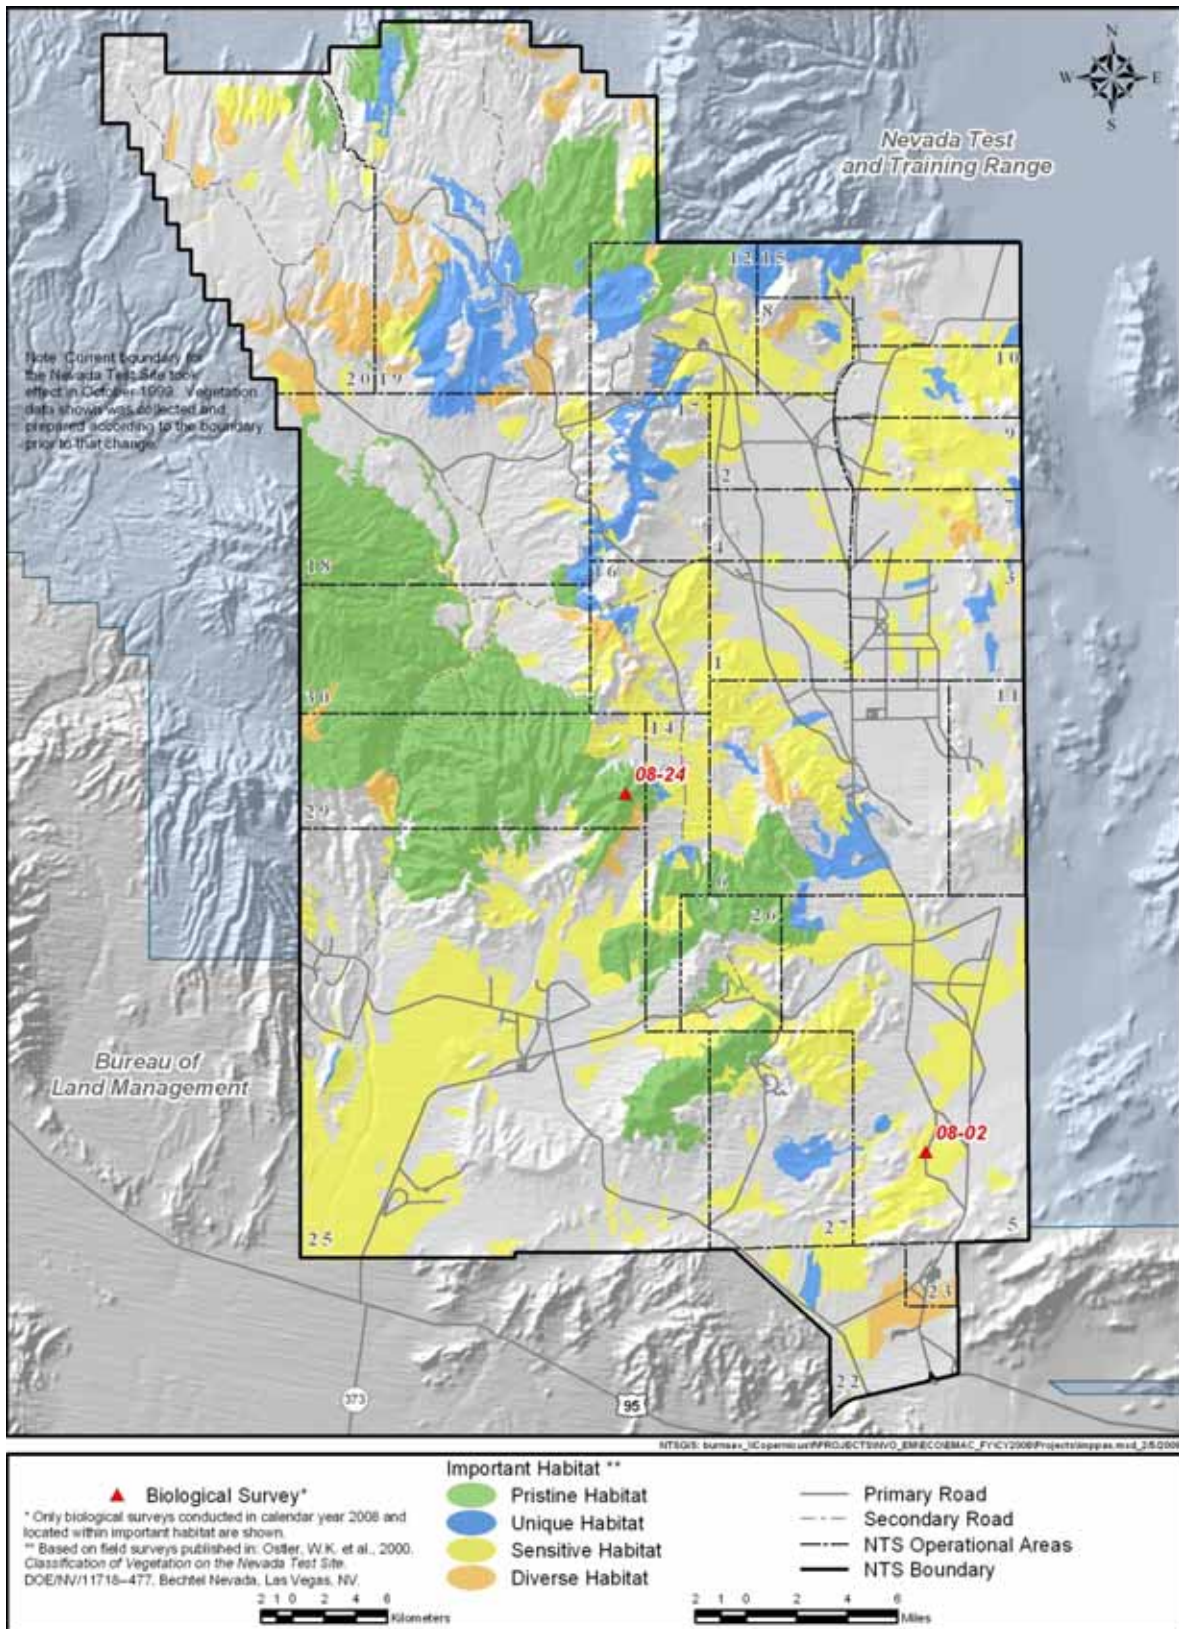 N
W E
S
Nevada Test
and Training Range
Note: Current boundary for
the Nevada Test Site took
effect in October 1999. Vegetation
data shown was collected and
prepared according to the boundary
prior to that change.
12 15
8
10
20 19
17
9
2
7
18
4
16
3
1
30
11
14
08-24
29
6
26
Bureau of
Land Management
08-02
25
27
5
23
22
373
95
Important Habitat **
Biological Survey*
* Only biological surveys conducted in calendar year 2008 and
located within important habitat are shown.
** Based on field surveys published in: Ostler, W.K. et al., 2000.
Classification of Vegetation on the Nevada Test Site.
DOE/NV/11718--477, Bechtel Nevada, Las Vegas, NV.
Pristine Habitat
Unique Habitat
Sensitive Habitat
Diverse Habitat
Primary Road
Secondary Road
NTS Operational Areas
NTS Boundary
2 1 0 2 4 6
Kilometers
2 1 0 2 4 6
Miles